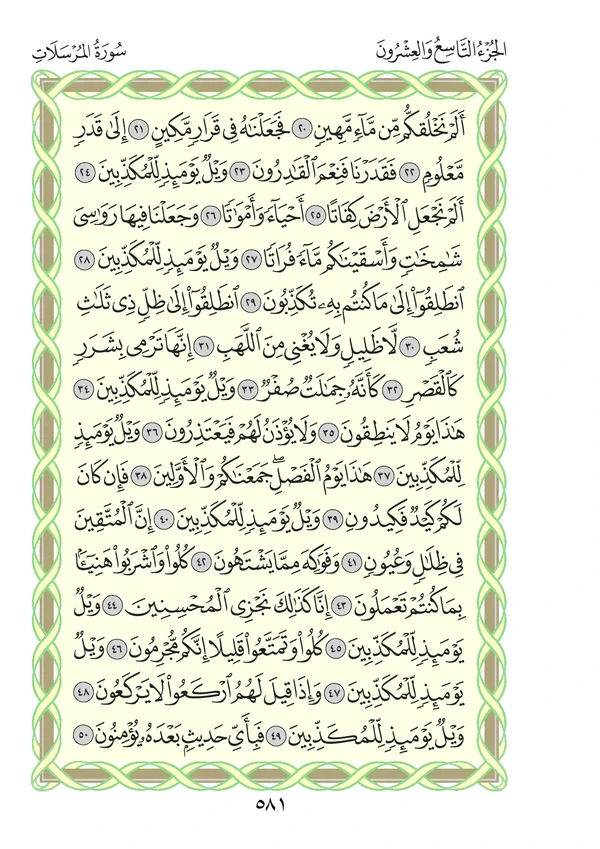 الجُزْءُ التَّاسِعُ وَالعِشْرُونَ
سُورَةُ المُرْسَلَاتِ
أَلَمْ نَخْلُقكُّم مِّن مَّآءٍ مَّهِينٍ ٢٠ فَجَعَلْنَٰهُ فِى قَرَارٍ مَّكِينٍ ٢١ إِلَىٰ قَدَرٍ
مَّعْلُومٍ ٢٢ فَقَدَرْنَا فَنِعْمَ ٱلْقَٰدِرُونَ ٢٣ وَيْلٌ يَوْمَئِذٍ لِّلْمُكَذِّبِينَ ٢٤
أَلَمْ نَجْعَلِ ٱلْأَرْضَ كِفَاتًا ٢٥ أَحْيَآءً وَأَمْوَٰتًا ٢٦ وَجَعَلْنَا فِيهَا رَوَٰسِىَ
شَٰمِخَٰتٍ وَأَسْقَيْنَٰكُم مَّآءً فُرَاتًا ٢٧ وَيْلٌ يَوْمَئِذٍ لِّلْمُكَذِّبِينَ ٢٨
ٱنطَلِقُوٓا۟ إِلَىٰ مَا كُنتُم بِهِۦ تُكَذِّبُونَ ٢٩ ٱنطَلِقُوٓا۟ إِلَىٰ ظِلٍّ ذِى ثَلَٰثِ
شُعَبٍ ٣٠ لَّا ظَلِيلٍ وَلَا يُغْنِى مِنَ ٱللَّهَبِ ٣١ إِنَّهَا تَرْمِى بِشَرَرٍ
كَٱلْقَصْرِ ٣٢ كَأَنَّهُۥ جِمَٰلَتٌ صُفْرٌ ٣٣ وَيْلٌ يَوْمَئِذٍ لِّلْمُكَذِّبِينَ ٣٤
هَٰذَا يَوْمُ لَا يَنطِقُونَ ٣٥ وَلَا يُؤْذَنُ لَهُمْ فَيَعْتَذِرُونَ ٣٦ وَيْلٌ يَوْمَئِذٍ
لِّلْمُكَذِّبِينَ ٣٧ هَٰذَا يَوْمُ ٱلْفَصْلِ ۖ جَمَعْنَٰكُمْ وَٱلْأَوَّلِينَ ٣٨ فَإِن كَانَ
لَكُمْ كَيْدٌ فَكِيدُونِ ٣٩ وَيْلٌ يَوْمَئِذٍ لِّلْمُكَذِّبِينَ ٤٠ إِنَّ ٱلْمُتَّقِينَ
فِى ظِلَٰلٍ وَعُيُونٍ ٤١ وَفَوَٰكِهَ مِمَّا يَشْتَهُونَ ٤٢ كُلُوا۟ وَٱشْرَبُوا۟ هَنِيٓـًٔۢا
بِمَا كُنتُمْ تَعْمَلُونَ ٤٣ إِنَّا كَذَٰلِكَ نَجْزِى ٱلْمُحْسِنِينَ ٤٤ وَيْلٌ
يَوْمَئِذٍ لِّلْمُكَذِّبِينَ ٤٥ كُلُوا۟ وَتَمَتَّعُوا۟ قَلِيلًا إِنَّكُم مُّجْرِمُونَ ٤٦ وَيْلٌ
يَوْمَئِذٍ لِّلْمُكَذِّبِينَ ٤٧ وَإِذَا قِيلَ لَهُمُ ٱرْكَعُوا۟ لَا يَرْكَعُونَ ٤٨
وَيْلٌ يَوْمَئِذٍ لِّلْمُكَذِّبِينَ ٤٩ فَبِأَىِّ حَدِيثٍۭ بَعْدَهُۥ يُؤْمِنُونَ ٥٠
٥٨١